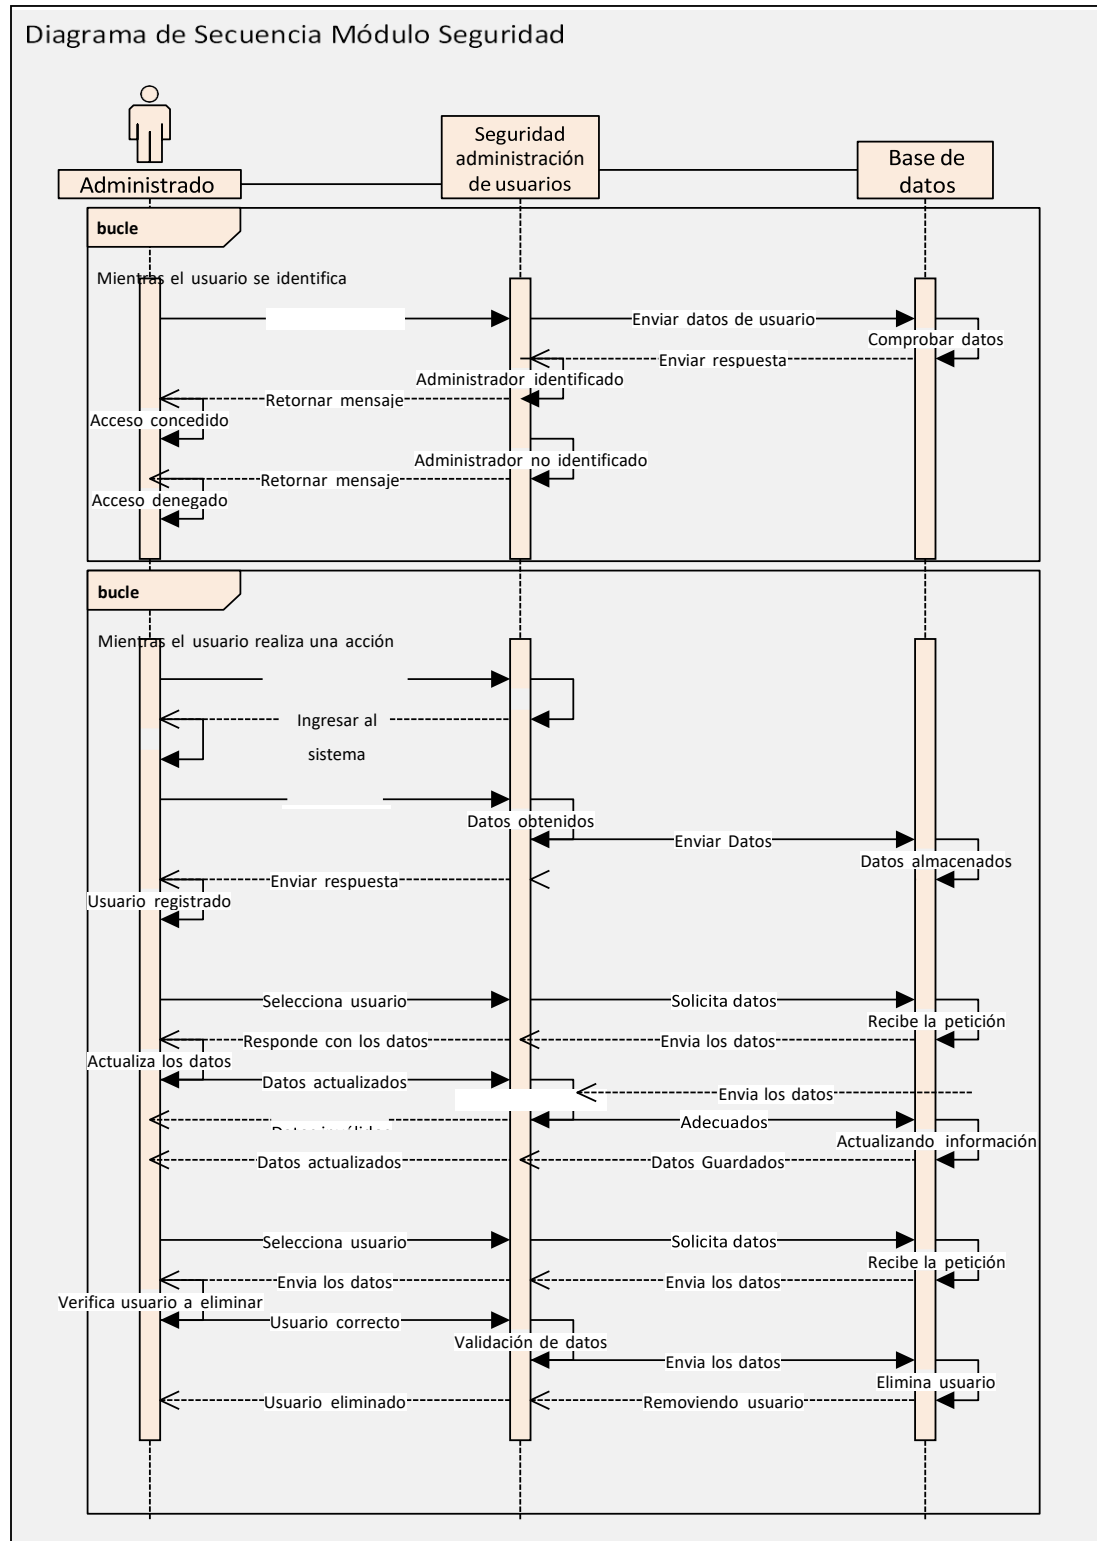 Diagrama de Secuencia Módulo Seguridad
Administrado
Seguridad
administración
de usuarios
Base de
datos
bucle
Mientras el usuario se identifica
Enviar datos de usuario
Comprobar datos
Enviar respuesta
Administrador identificado
Retornar mensaje
Acceso concedido
Administrador no identificado
Retornar mensaje
Acceso denegado
bucle
Mientras el usuario realiza una acción
Ingresar al
sistema
Datos obtenidos
Enviar Datos
Datos almacenados
Enviar respuesta
Usuario registrado
Selecciona usuario
Solicita datos
Recibe la petición
Responde con los datos
Envia los datos
Actualiza los datos
Datos actualizados
Envia los datos
Adecuados
Actualizando información
Datos actualizados
Datos Guardados
Selecciona usuario
Solicita datos
Recibe la petición
Envia los datos
Envia los datos
Verifica usuario a eliminar
Usuario correcto
Validación de datos
Envia los datos
Elimina usuario
Usuario eliminado
Removiendo usuario